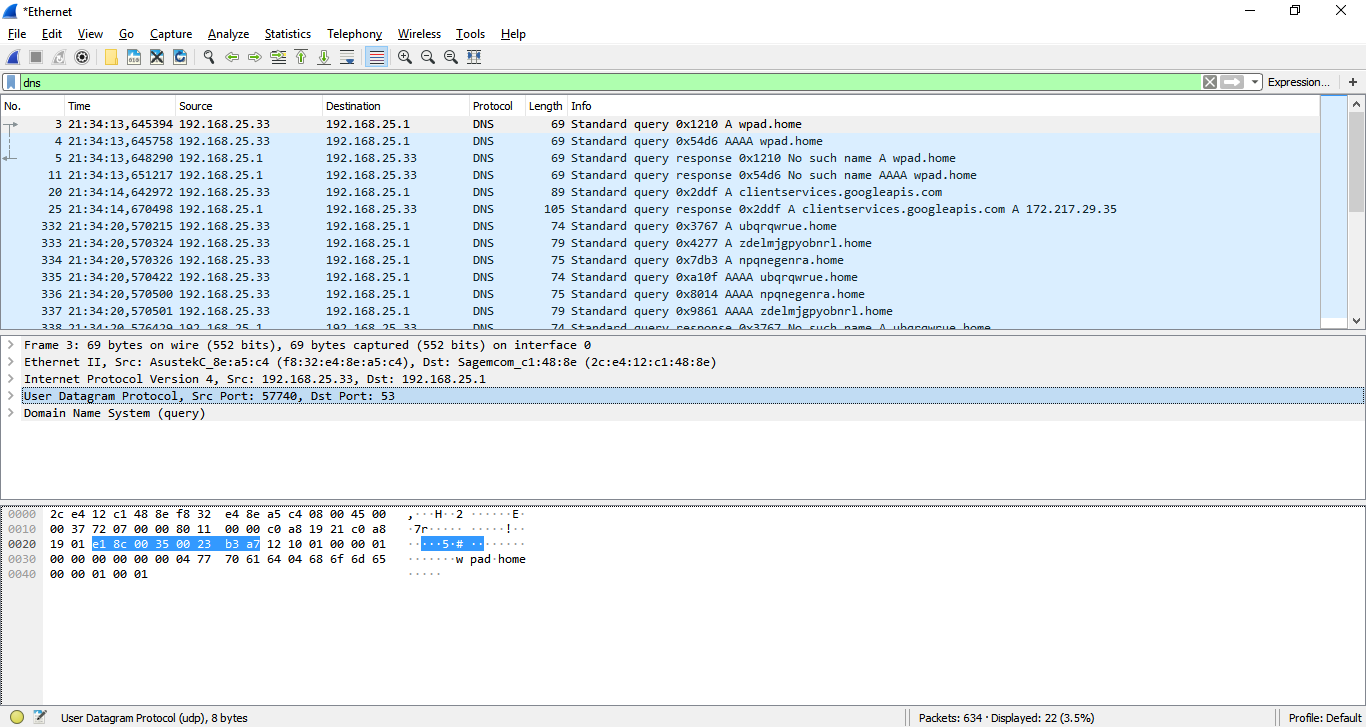 *Ethernet
File Edit View Go Capture Analyze Statistics Telephony Wireless Tools Help
dns Expression... +
No. Time Source Destination Protocol Length Info
3 21:34:13,645394 192.168.25.33 192.168.25.1 DNS 69 Standard query 0x1210 A wpad.home
4 21:34:13,645758 192.168.25.33 192.168.25.1 DNS 69 Standard query 0x54d6 AAAA wpad.home
5 21:34:13,648290 192.168.25.1 192.168.25.33 DNS 69 Standard query response 0x1210 No such name A wpad.home
11 21:34:13,651217 192.168.25.1 192.168.25.33 DNS 69 Standard query response 0x54d6 No such name AAAA wpad.home
20 21:34:14,642972 192.168.25.33 192.168.25.1 DNS 89 Standard query 0x2ddf A clientservices.googleapis.com
25 21:34:14,670498 192.168.25.1 192.168.25.33 DNS 105 Standard query response 0x2ddf A clientservices.googleapis.com A 172.217.29.35
332 21:34:20,570215 192.168.25.33 192.168.25.1 DNS 74 Standard query 0x3767 A ubqrqwrue.home
333 21:34:20,570324 192.168.25.33 192.168.25.1 DNS 79 Standard query 0x4277 A zdelmjgpyobnrl.home
334 21:34:20,570326 192.168.25.33 192.168.25.1 DNS 75 Standard query 0x7db3 A npqnegenra.home
335 21:34:20,570422 192.168.25.33 192.168.25.1 DNS 74 Standard query 0xa10f AAAA ubqrqwrue.home
336 21:34:20,570500 192.168.25.33 192.168.25.1 DNS 75 Standard query 0x8014 AAAA npqnegenra.home
337 21:34:20,570501 192.168.25.33 192.168.25.1 DNS 79 Standard query 0x9861 AAAA zdelmjgpyobnrl.home
338 21:34:20,576429 192.168.25.1 192.168.25.33 DNS 74 Standard query response 0x3767 No such name A ubqrqwrue.home
Frame 3: 69 bytes on wire (552 bits), 69 bytes captured (552 bits) on interface 0
Ethernet II, Src: AsustekC_8e:a5:c4 (f8:32:e4:8e:a5:c4), Dst: Sagemcom_c1:48:8e (2c:e4:12:c1:48:8e)
Internet Protocol Version 4, Src: 192.168.25.33, Dst: 192.168.25.1
User Datagram Protocol, Src Port: 57740, Dst Port: 53
Domain Name System (query)
0000 2c e4 12 c1 48 8e f8 32 e4 8e a5 c4 08 00 45 00 ,···H··2 ······E·
0010 00 37 72 07 00 00 80 11 00 00 c0 a8 19 21 c0 a8 ·7r····· ·····!··
0020 19 01 e1 8c 00 35 00 23 b3 a7 12 10 01 00 00 01 ·····5·# ········
0030 00 00 00 00 00 00 04 77 70 61 64 04 68 6f 6d 65 ·······w pad·home
0040 00 00 01 00 01 ·····
User Datagram Protocol (udp), 8 bytes Packets: 634 · Displayed: 22 (3.5%) Profile: Default